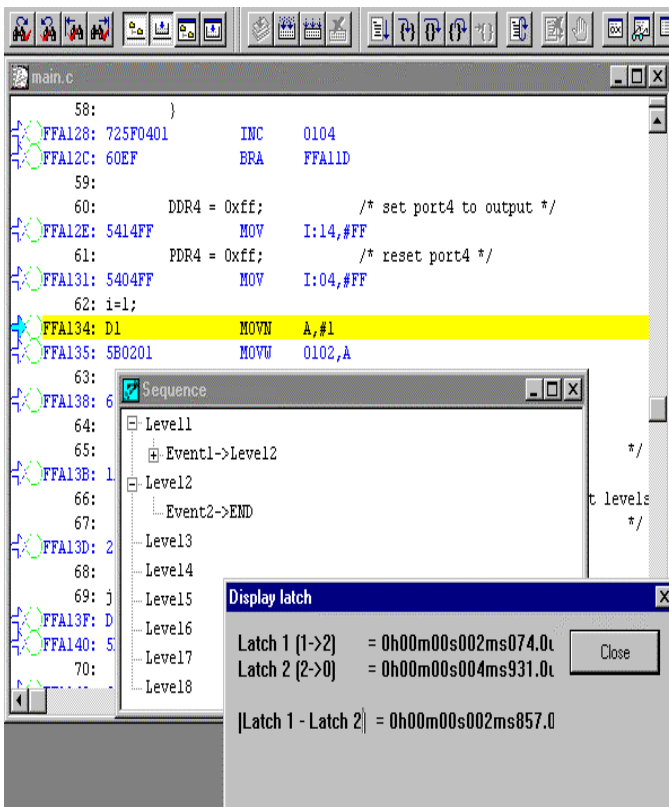 main.c
58: }
FFA128: 725F0401 INC 0104
FFA12C: 60EF BRA FFA11D
59:
60: DDR4 = 0xff; /* set port4 to output */
FFA12E: 5414FF MOV I:14,#FF
61: PDR4 = 0xff; /* reset port4 */
FFA131: 5404FF MOV I:04,#FF
62: i=1;
FFA134: D1 MOVN A,#1
FFA135: 5B0201 MOVW 0102,A
63:
FFA138: 6
64:
65: */
FFA13B: 1
66: t levels
67: */
FFA13D: 2
68:
69: j
FFA13F: D
FFA140: 5
70:
Sequence
Level1
Event1->Level2
Level2
Event2->END
Level3
Level4
Level5
Level6
Level7
Level8
Display latch
Latch 1 (1->2) = 0h00m00s002ms074.0u
Latch 2 (2->0) = 0h00m00s004ms931.0u
|Latch 1 - Latch 2| = 0h00m00s002ms857.0
Close